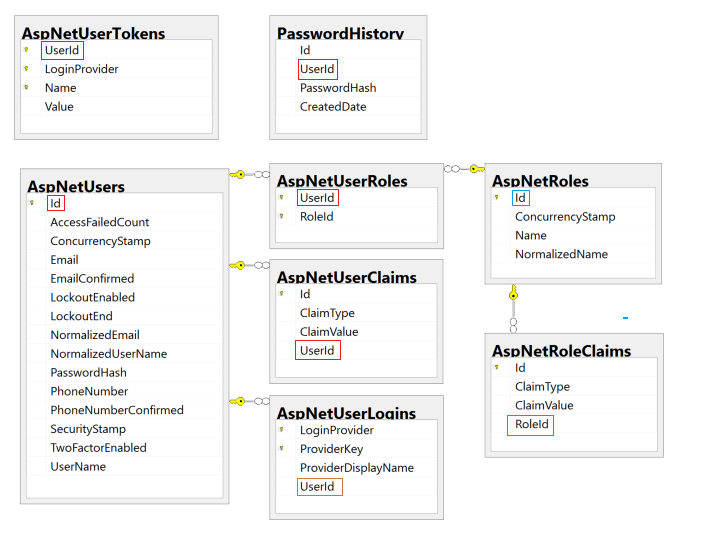 AspNetUserTokens
UserId
LoginProvider
Name
Value
PasswordHistory
Id
UserId
PasswordHash
CreatedDate
AspNetUsers
Id
AccessFailedCount
ConcurrencyStamp
Email
EmailConfirmed
LockoutEnabled
LockoutEnd
NormalizedEmail
NormalizedUserName
PasswordHash
PhoneNumber
PhoneNumberConfirmed
SecurityStamp
TwoFactorEnabled
UserName
AspNetUserRoles
UserId
RoleId
AspNetUserClaims
Id
ClaimType
ClaimValue
UserId
AspNetUserLogins
LoginProvider
ProviderKey
ProviderDisplayName
UserId
AspNetRoles
Id
ConcurrencyStamp
Name
NormalizedName
AspNetRoleClaims
Id
ClaimType
ClaimValue
RoleId